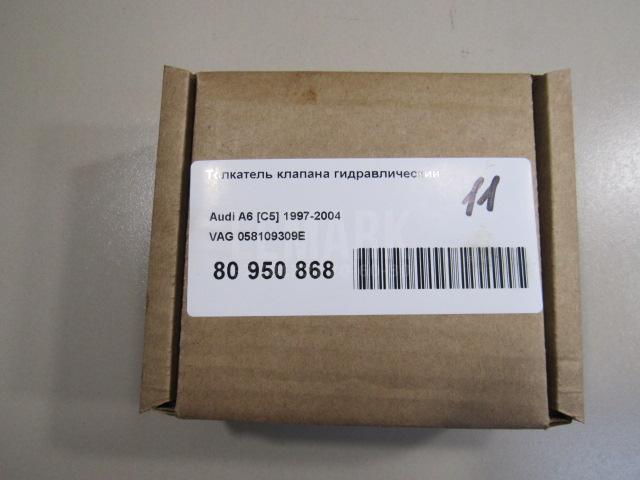 Толкатель клапана гидравлический
11
Audi A6 [C5] 1997-2004
VAG 058109309E
80 950 868